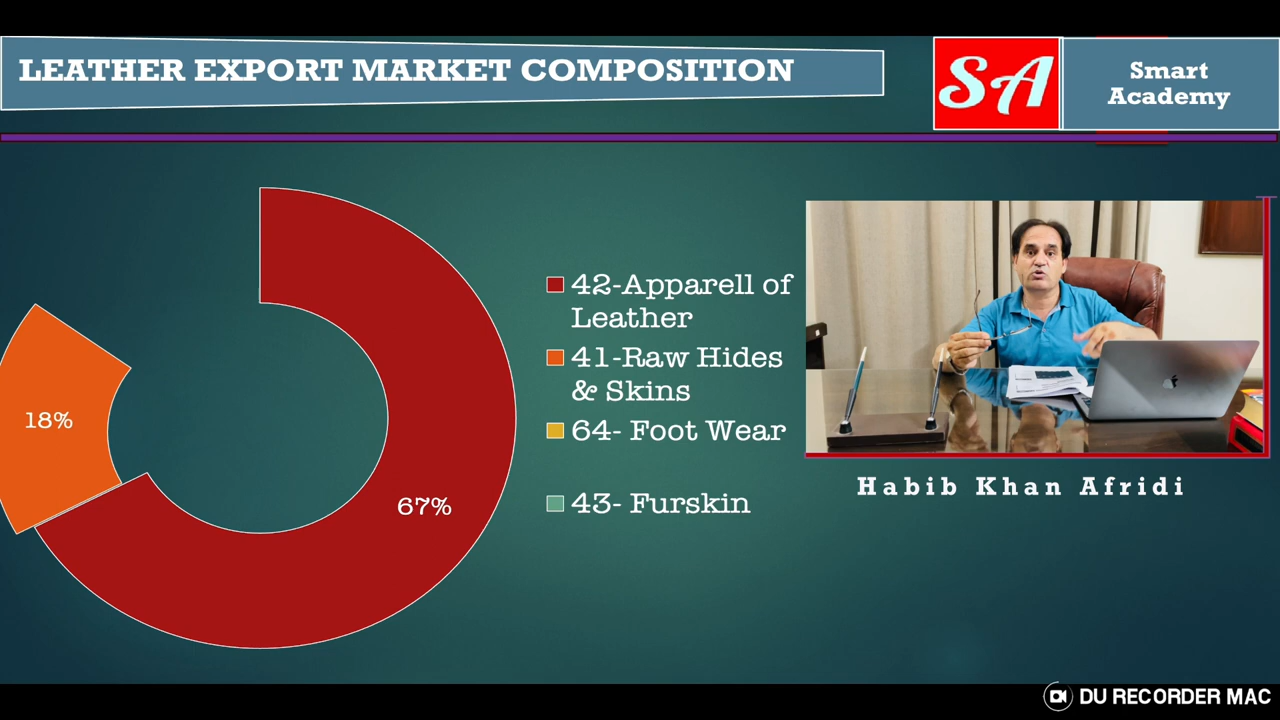 LEATHER EXPORT MARKET COMPOSITION
SA
Smart
Academy
18%
67%
42-Apparell of
Leather
41-Raw Hides
& Skins
64- Foot Wear
43- Furskin
Habib Khan Afridi
DU RECORDER MAC